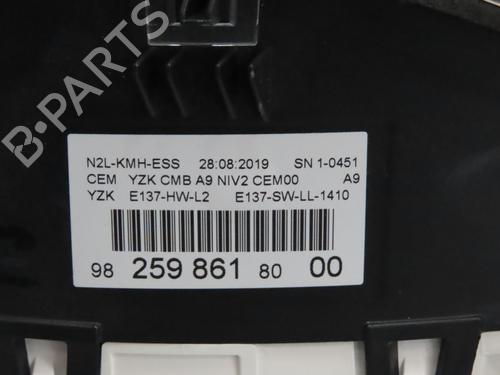 N2L-KMH-ESS 28:08:2019 SN 1-0451
CEM YZK CMB A9 NIV2 CEM00 A9
YZK E137-HW-L2 E137-SW-LL-1410
98 259 861 80 00
B-PARTS